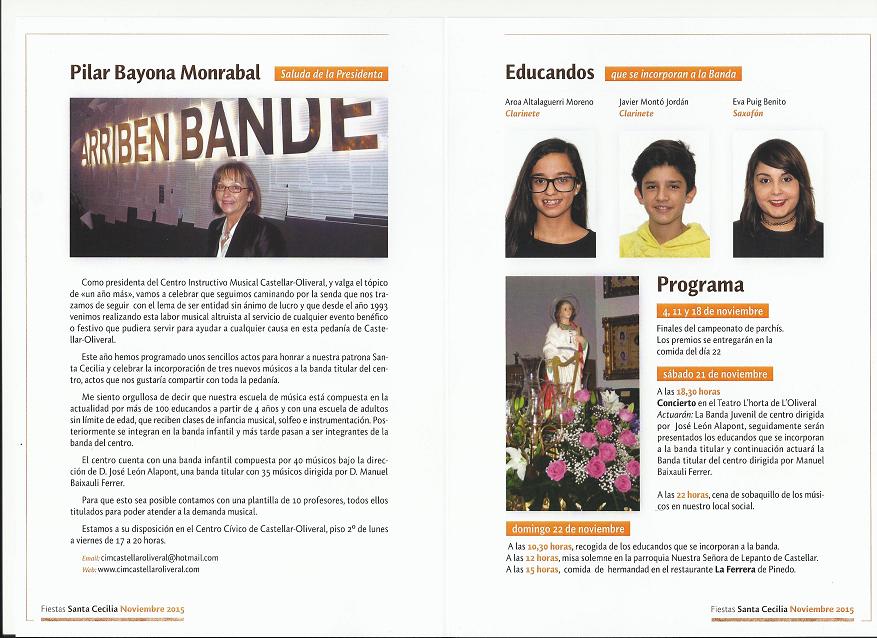 Pilar Bayona Monrabal Saluda de la Presidenta
ARRIBEN BANDE
Como presidenta del Centro Instructivo Musical Castellar-Oliveral, y valga el tópico
de «un año más», vamos a celebrar que seguimos caminando por la senda que nos tra-
zamos de seguir con el lema de ser entidad sin ánimo de lucro y que desde el año 1993
venimos realizando esta labor musical altruista al servicio de cualquier evento benéfico
o festivo que pudiera servir para ayudar a cualquier causa en esta pedanía de Caste-
llar-Oliveral.
Este año hemos programado unos sencillos actos para honrar a nuestra patrona San-
ta Cecilia y celebrar la incorporación de tres nuevos músicos a la banda titular del cen-
tro, actos que nos gustaría compartir con toda la pedanía.
Me siento orgullosa de decir que nuestra escuela de música está compuesta en la
actualidad por más de 100 educandos a partir de 4 años y con una escuela de adultos
sin límite de edad, que reciben clases de infancia musical, solfeo e instrumentación. Pos-
teriormente se integran en la banda infantil y más tarde pasan a ser integrantes de la
banda del centro.
El centro cuenta con una banda infantil compuesta por 40 músicos bajo la direc-
ción de D. José León Alapont, una banda titular con 35 músicos dirigida por D. Manuel
Baixauli Ferrer.
Para que esto sea posible contamos con una plantilla de 10 profesores, todos ellos
titulados para poder atender a la demanda musical.
Estamos a su disposición en el Centro Cívico de Castellar-Oliveral, piso 2º de lunes
a viernes de 17 a 20 horas.
Email: cimcastellaroliveral@hotmail.com
Web: www.cimcastellaroliveral.com
Fiestas Santa Cecilia Noviembre 2015
Educandos que se incorporan a la Banda
Aroa Altalaguerri Moreno
Clarinete
Javier Montó Jordán
Clarinete
Eva Puig Benito
Saxofón
Programa
4, 11 y 18 de noviembre
Finales del campeonato de parchís.
Los premios se entregarán en la
comida del día 22
sábado 21 de noviembre
A las 18,30 horas
Concierto en el Teatro L'horta de L'Oliveral
Actuarán: La Banda Juvenil de centro dirigida
por José León Alapont, seguidamente serán
presentados los educandos que se incorporan
a la banda titular y continuación actuará la
Banda titular del centro dirigida por Manuel
Baixauli Ferrer.
A las 22 horas, cena de sobaquillo de los músi-
cos en nuestro local social.
domingo 22 de noviembre
A las 10,30 horas, recogida de los educandos que se incorporan a la banda.
A las 12 horas, misa solemne en la parroquia Nuestra Señora de Lepanto de Castellar.
A las 15 horas, comida de hermandad en el restaurante La Ferrera de Pinedo.
Fiestas Santa Cecilia Noviembre 2015